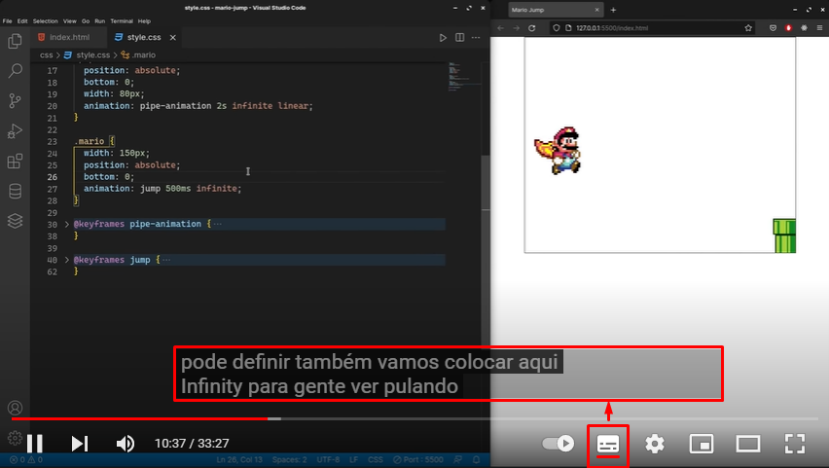 style.css - mario-jump - Visual Studio Code
File Edit Selection View Go Run Terminal Help
index.html
style.css
css > style.css > .mario
17 position: absolute;
18 bottom: 0;
19 width: 80px;
20 animation: pipe-animation 2s infinite linear;
21 }
22
23 .mario {
24 width: 150px;
25 position: absolute;
26 bottom: 0;
27 animation: jump 500ms infinite;
28 }
29
30 @keyframes pipe-animation {
38 }
39
40 @keyframes jump {
62 }
Mario Jump
127.0.0.1:5500/index.html
pode definir também vamos colocar aqui
Infinity para gente ver pulando
10:37 / 33:27
0 0
Ln 26, Col 13 Spaces: 2 UTF-8 LF CSS Port : 5500